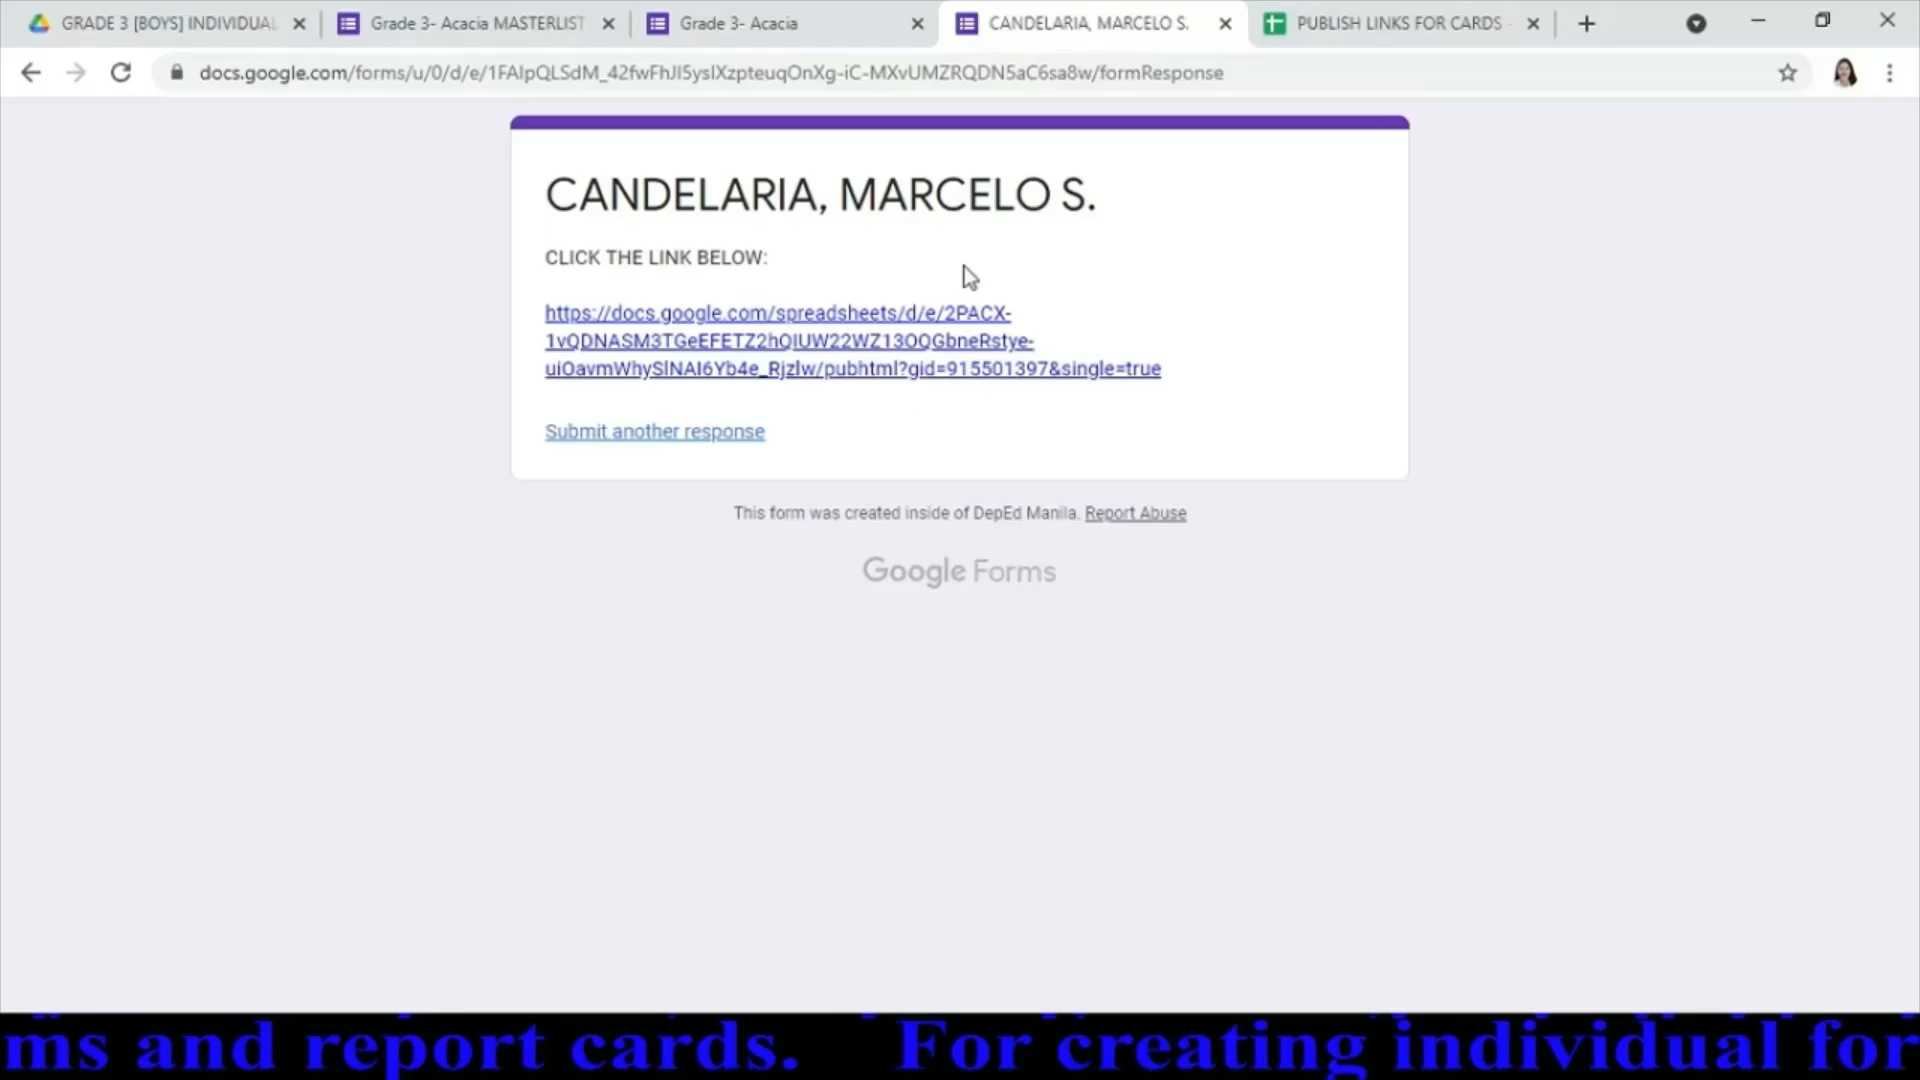 GRADE 3 [BOYS] INDIVIDUAL
Grade 3- Acacia MASTERLIST
Grade 3- Acacia
CANDELARIA, MARCELO S.
PUBLISH LINKS FOR CARDS
docs.google.com/forms/u/0/d/e/1FAIpQLSdM_42fwFhJI5ysIXzpteuqOnXg-iC-MXvUMZRQDN5aC6sa8w/formResponse
CANDELARIA, MARCELO S.
CLICK THE LINK BELOW:
https://docs.google.com/spreadsheets/d/e/2PACX-
1vQDNASM3TGeEFETZ2hQIUW22WZ13OQGbneRstye-
uiOavmWhySlNAI6Yb4e_Rjzlw/pubhtml?gid=915501397&single=true
Submit another response
This form was created inside of DepEd Manila. Report Abuse
Google Forms
ms and report cards. For creating individual for